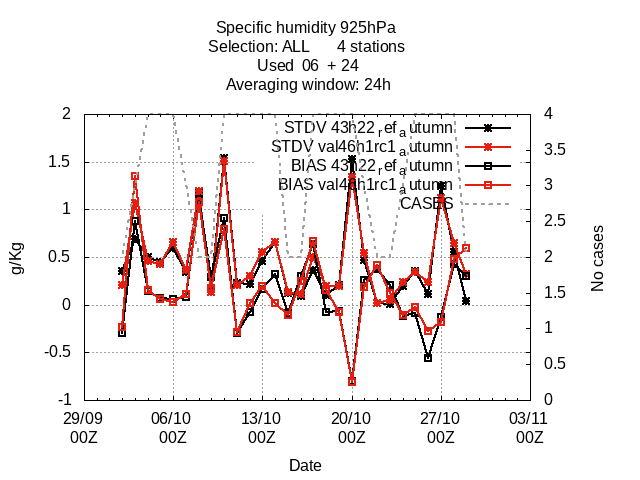 Specific humidity 925hPa
Selection: ALL 4 stations
Used 06 + 24
Averaging window: 24h
STDV 43h22_ref_autumn
STDV val46h1rc1_autumn
BIAS 43h22_ref_autumn
BIAS val46h1rc1_autumn
CASES
2
1.5
1
0.5
0
-0.5
-1
g/Kg
4
3.5
3
2.5
2
1.5
1
0.5
0
No cases
29/09 06/10 13/10 20/10 27/10 03/11
00Z 00Z 00Z 00Z 00Z 00Z
Date